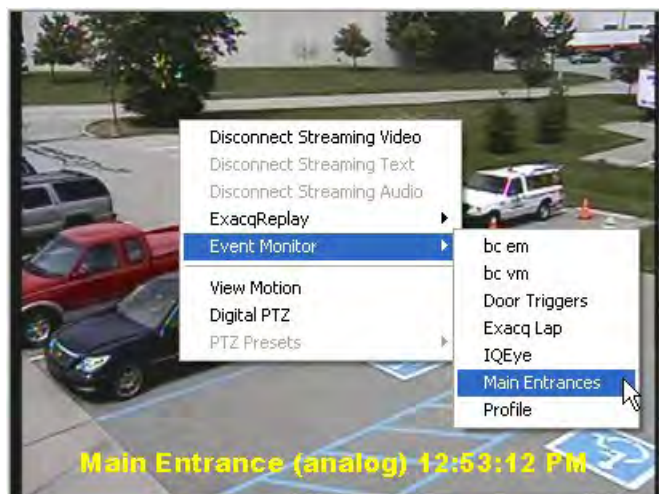 Disconnect Streaming Video
Disconnect Streaming Text
Disconnect Streaming Audio
ExacqReplay
Event Monitor
View Motion
Digital PTZ
PTZ Presets
bc em
bc vm
Door Triggers
Exacq Lap
IQEye
Main Entrances
Profile
Main Entrance (analog) 12:53:12 PM